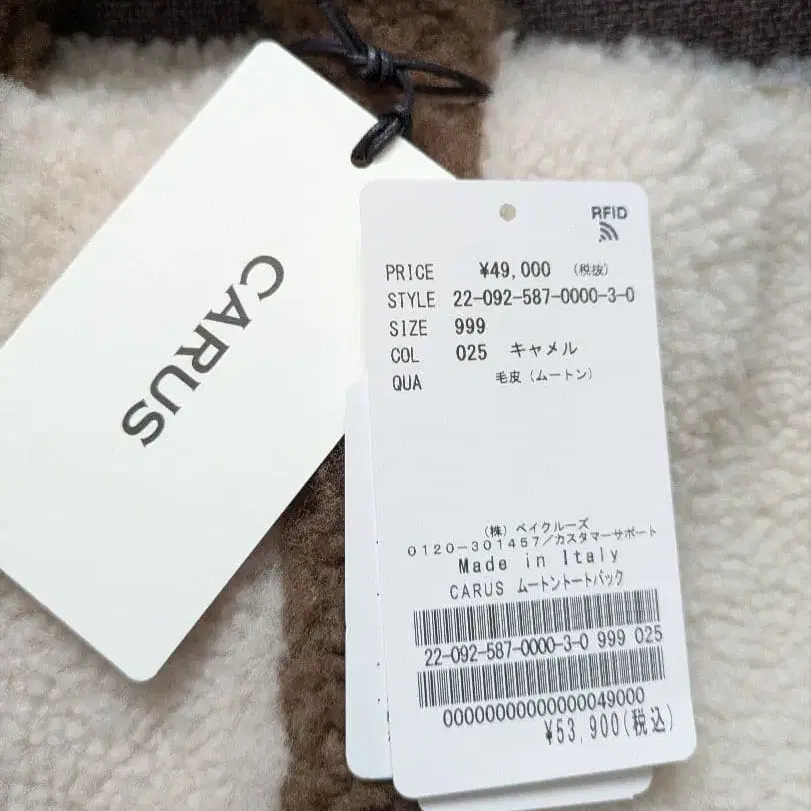 CARUS
RFID
PRICE ¥49,000 (税抜)
STYLE 22-092-587-0000-3-0
SIZE 999
COL 025 キャメル
QUA 毛皮(ムートン)
(株)ベイクルーズ
0120-301457/カスタマーサポート
Made in Italy
CARUS ムートントートバック
22-092-587-0000-3-0 999 025
00000000000000049000
¥53,900(税込)